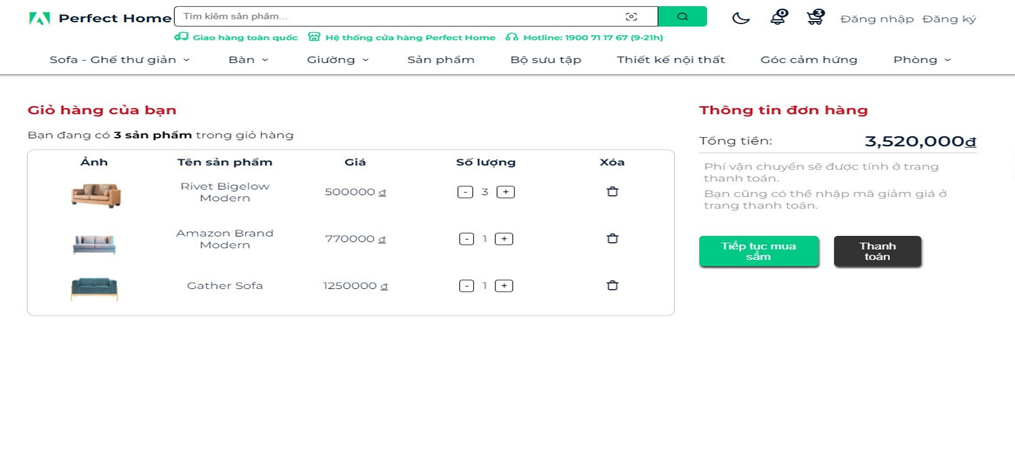 Perfect Home
Tìm kiếm sản phẩm...
0
3
Đăng nhập Đăng ký
Giao hàng toàn quốc Hệ thống cửa hàng Perfect Home Hotline: 1900 71 17 67 (9-21h)
Sofa - Ghế thư giãn Bàn Giường Sản phẩm Bộ sưu tập Thiết kế nội thất Góc cảm hứng Phòng
Giỏ hàng của bạn
Bạn đang có 3 sản phẩm trong giỏ hàng
Ảnh Tên sản phẩm Giá Số lượng Xóa
Rivet Bigelow
Modern
500000 đ
- 3 +
Amazon Brand
Modern
770000 đ
- 1 +
Gather Sofa
1250000 đ
- 1 +
Thông tin đơn hàng
Tổng tiền: 3,520,000đ
Phí vận chuyển sẽ được tính ở trang
thanh toán.
Bạn cũng có thể nhập mã giảm giá ở
trang thanh toán.
Tiếp tục mua
sắm
Thanh
toán